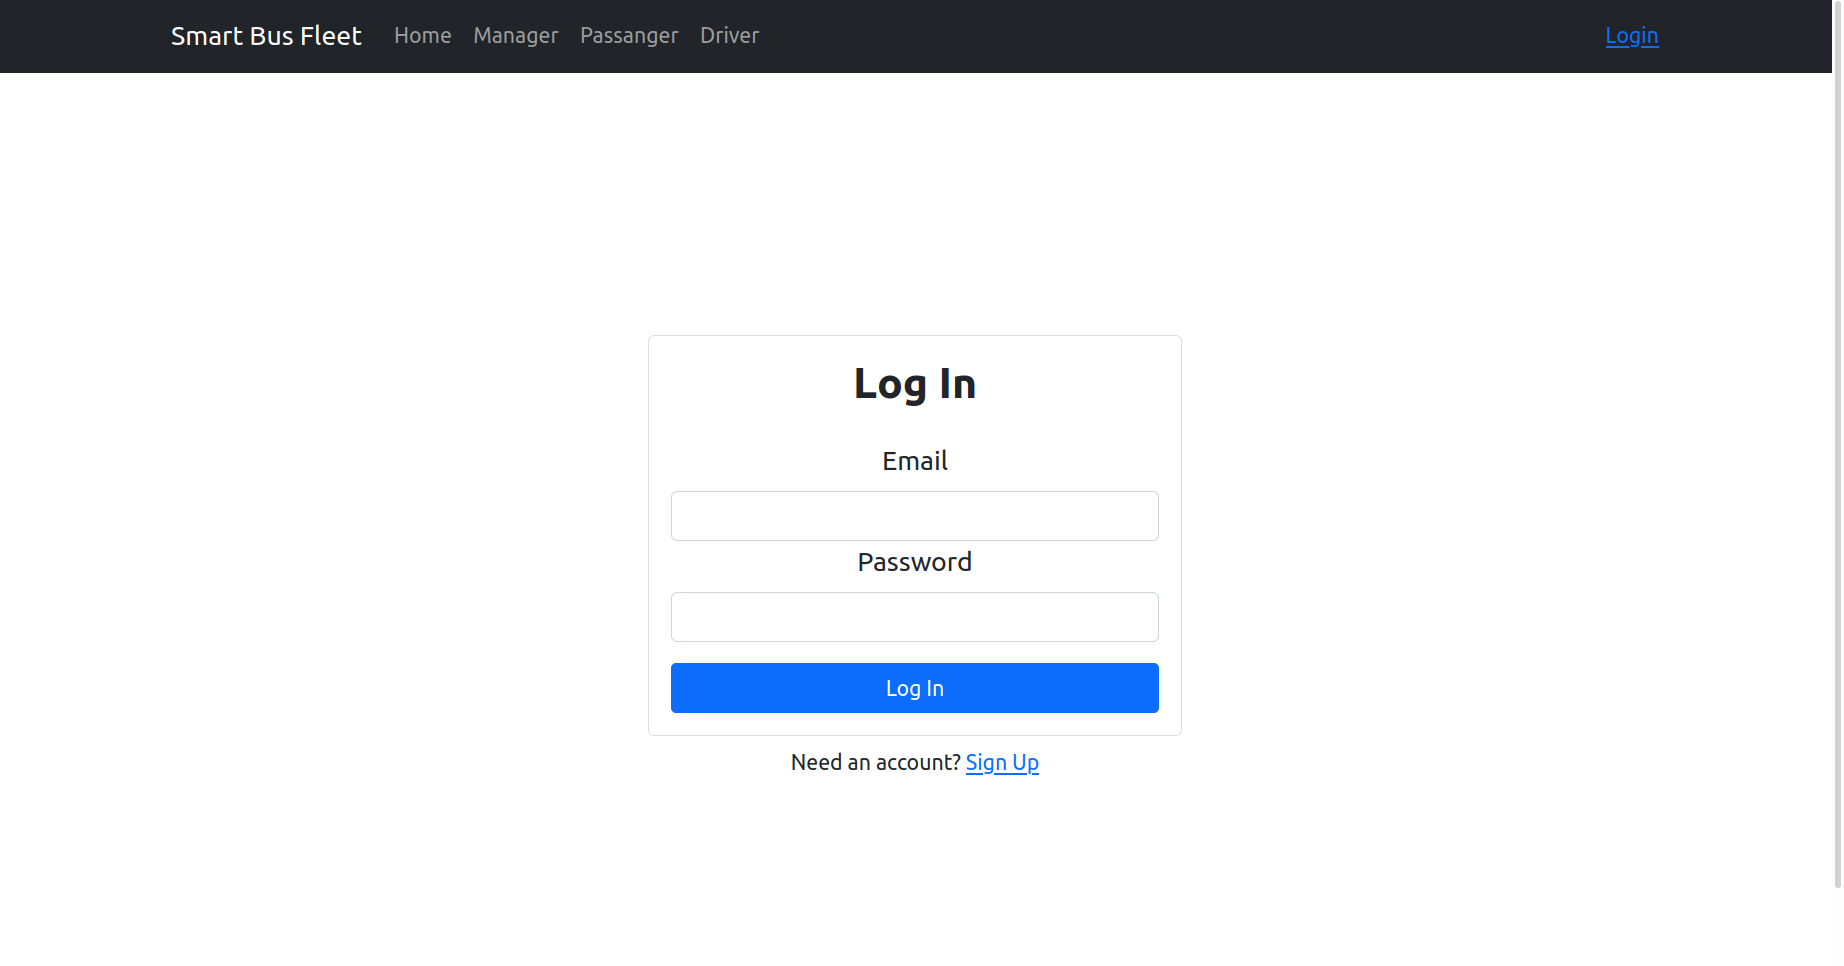 Smart Bus Fleet Home Manager Passanger Driver Login
Log In
Email
Password
Log In
Need an account? Sign Up